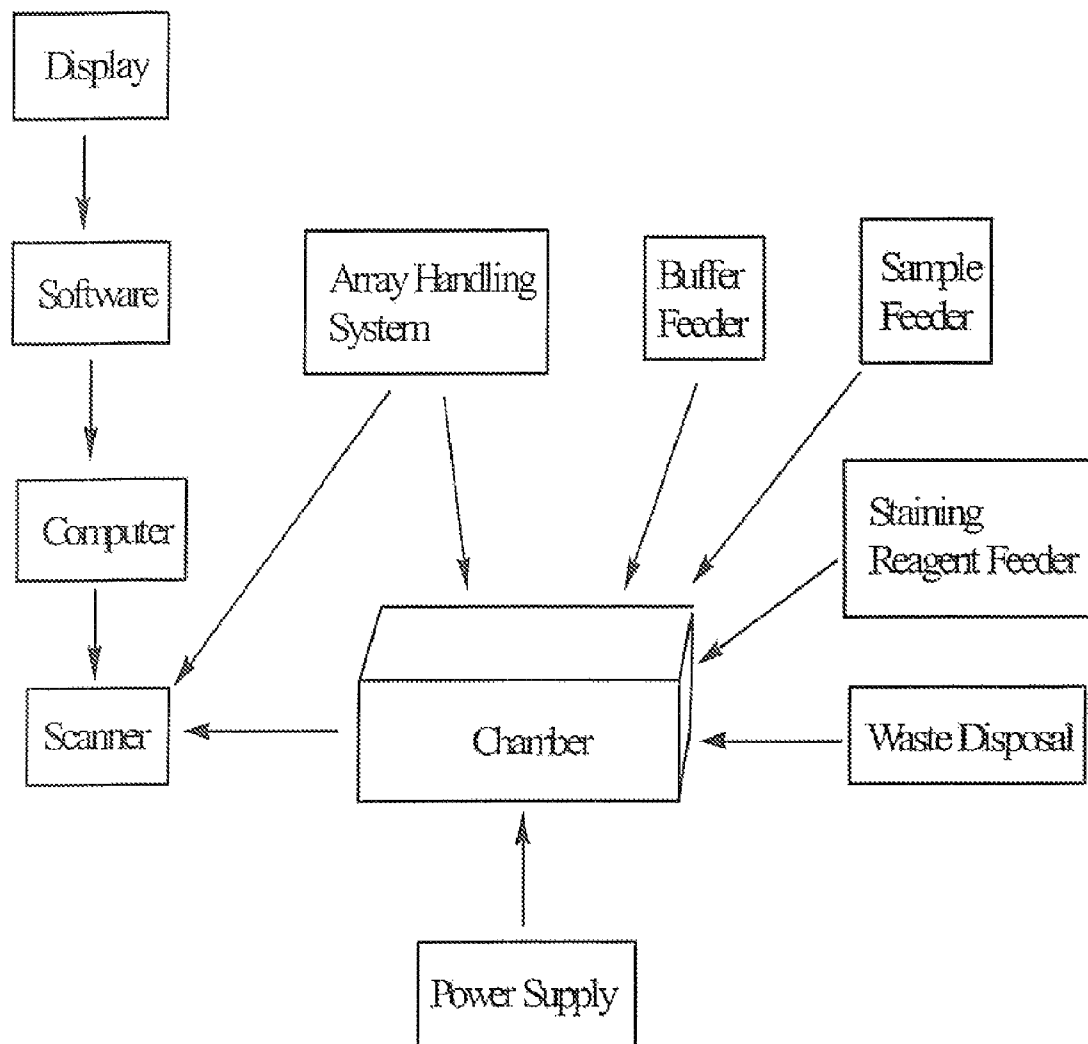 Display
Software
Array Handling
System
Buffer
Feeder
Sample
Feeder
Computer
Staining
Reagent Feeder
Scanner
Chamber
Waste Disposal
Power Supply